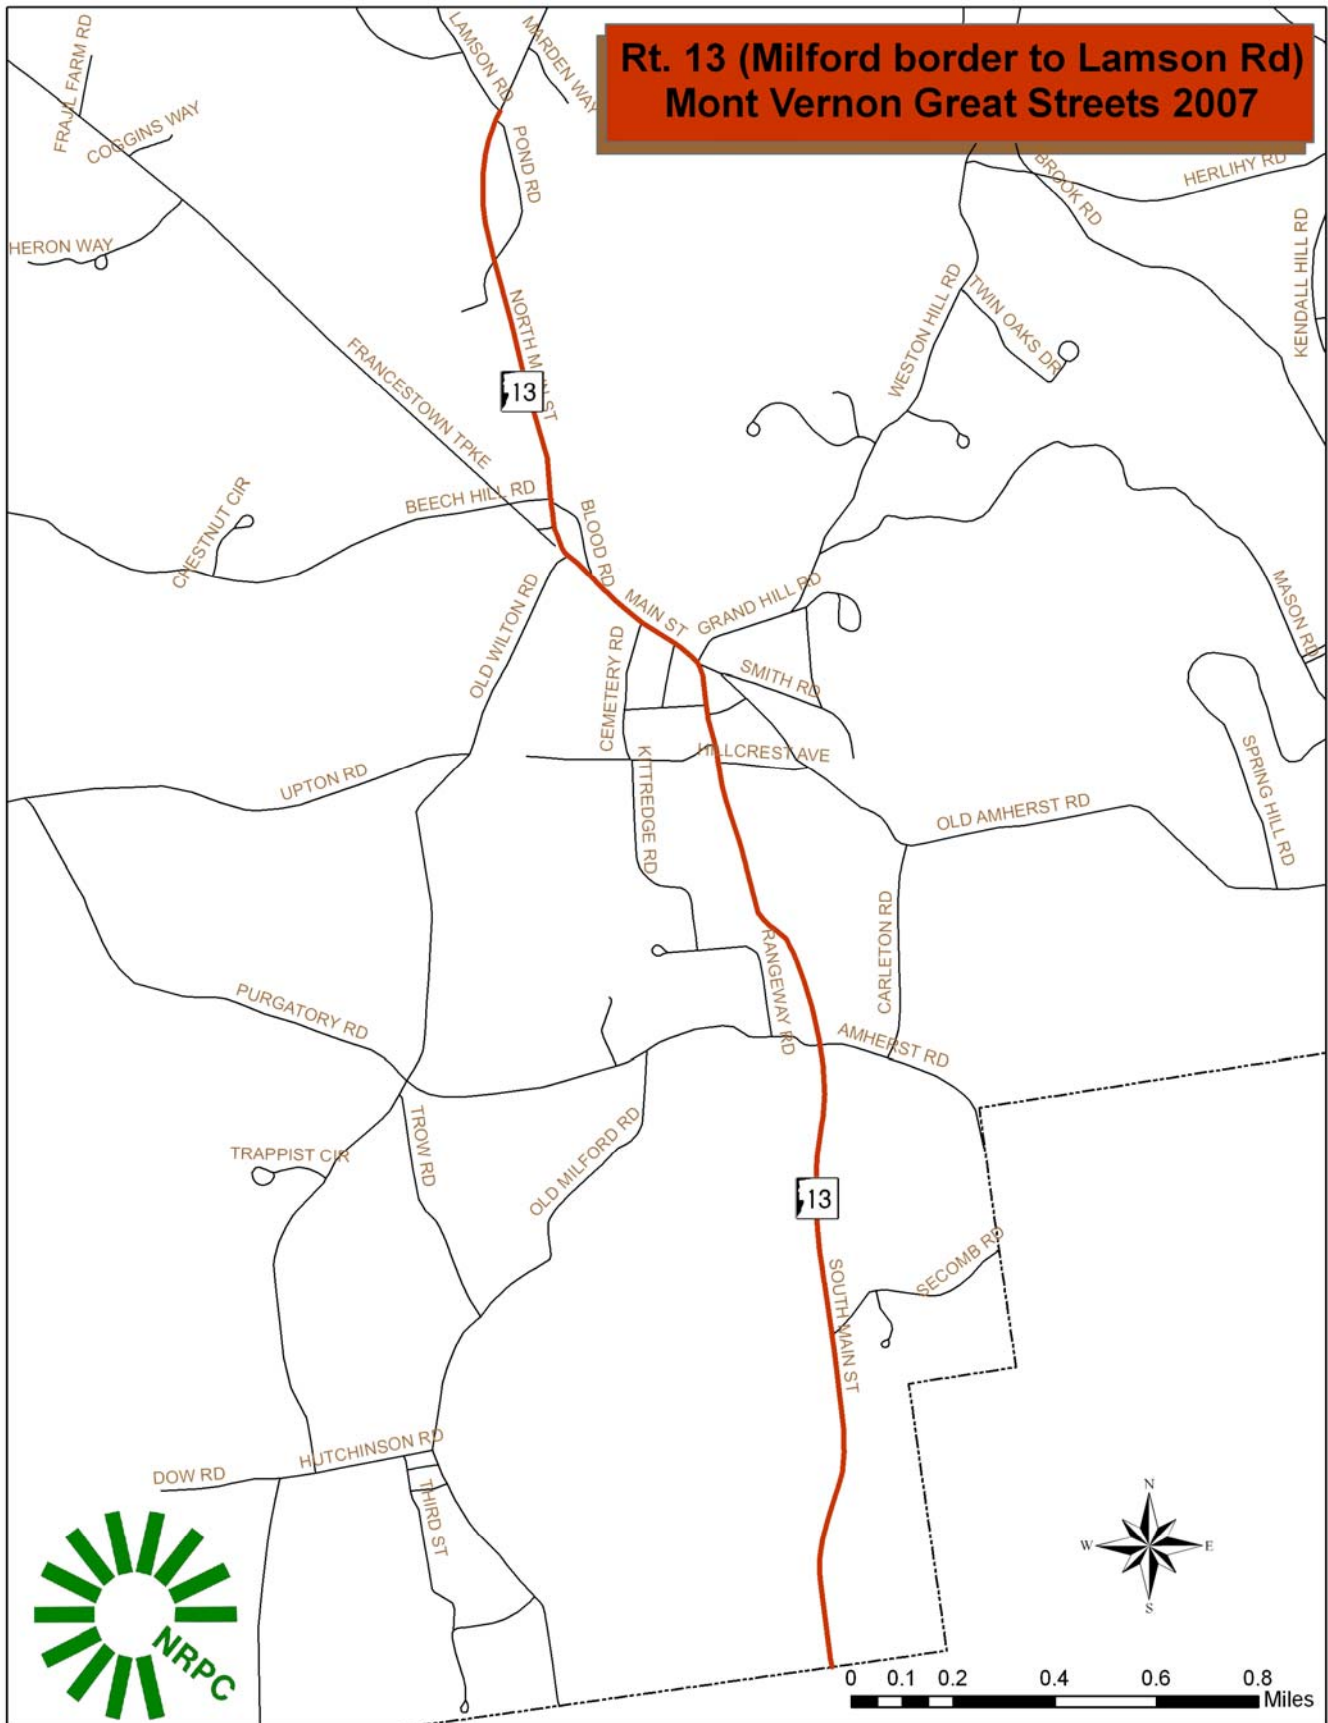 Rt. 13 (Milford border to Lamson Rd)
Mont Vernon Great Streets 2007
FRAJIL FARM RD
LAMSON RD
MARDEN WAY
COGGINS WAY
POND RD
BROOK RD
HERLIHY RD
HERON WAY
KENDALL HILL RD
NORTH MAIN ST
WESTON HILL RD
TWIN OAKS DR
FRANCESTOWN TPKE
13
BEECH HILL RD
CHESTNUT CIR
BLOOD RD
OLD WILTON RD
MAIN ST
GRAND HILL RD
MASON RD
CEMETERY RD
SMITH RD
HILLCREST AVE
UPTON RD
KITTREDGE RD
OLD AMHERST RD
SPRING HILL RD
CARLETON RD
RANGEWAY RD
PURGATORY RD
AMHERST RD
TROW RD
TRAPPIST CIR
OLD MILFORD RD
13
SECOMB RD
SOUTH MAIN ST
HUTCHINSON RD
DOW RD
THIRD ST
N
W
E
S
NRPC
0 0.1 0.2 0.4 0.6 0.8
Miles